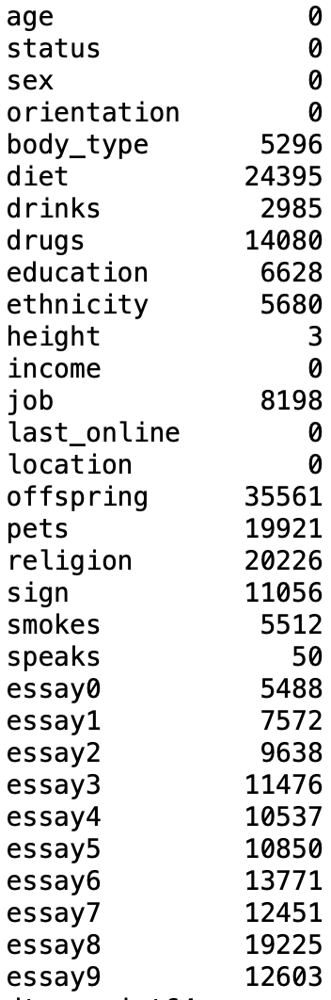 age 0
status 0
sex 0
orientation 0
body_type 5296
diet 24395
drinks 2985
drugs 14080
education 6628
ethnicity 5680
height 3
income 0
job 8198
last_online 0
location 0
offspring 35561
pets 19921
religion 20226
sign 11056
smokes 5512
speaks 50
essay0 5488
essay1 7572
essay2 9638
essay3 11476
essay4 10537
essay5 10850
essay6 13771
essay7 12451
essay8 19225
essay9 12603